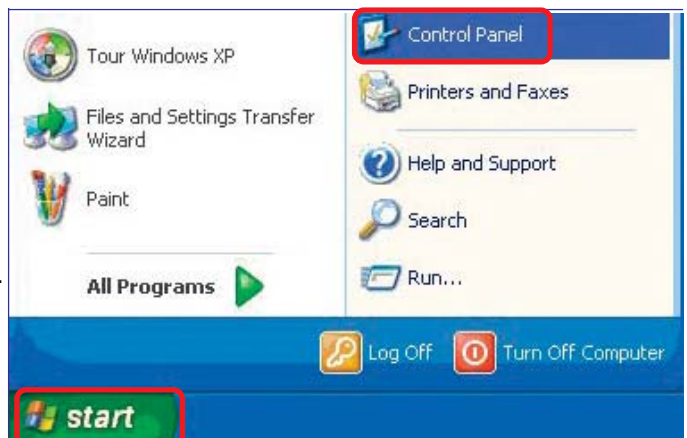 Tour Windows XP
Files and Settings Transfer
Wizard
Paint
All Programs
Control Panel
Printers and Faxes
Help and Support
Search
Run...
Log Off
Turn Off Computer
start